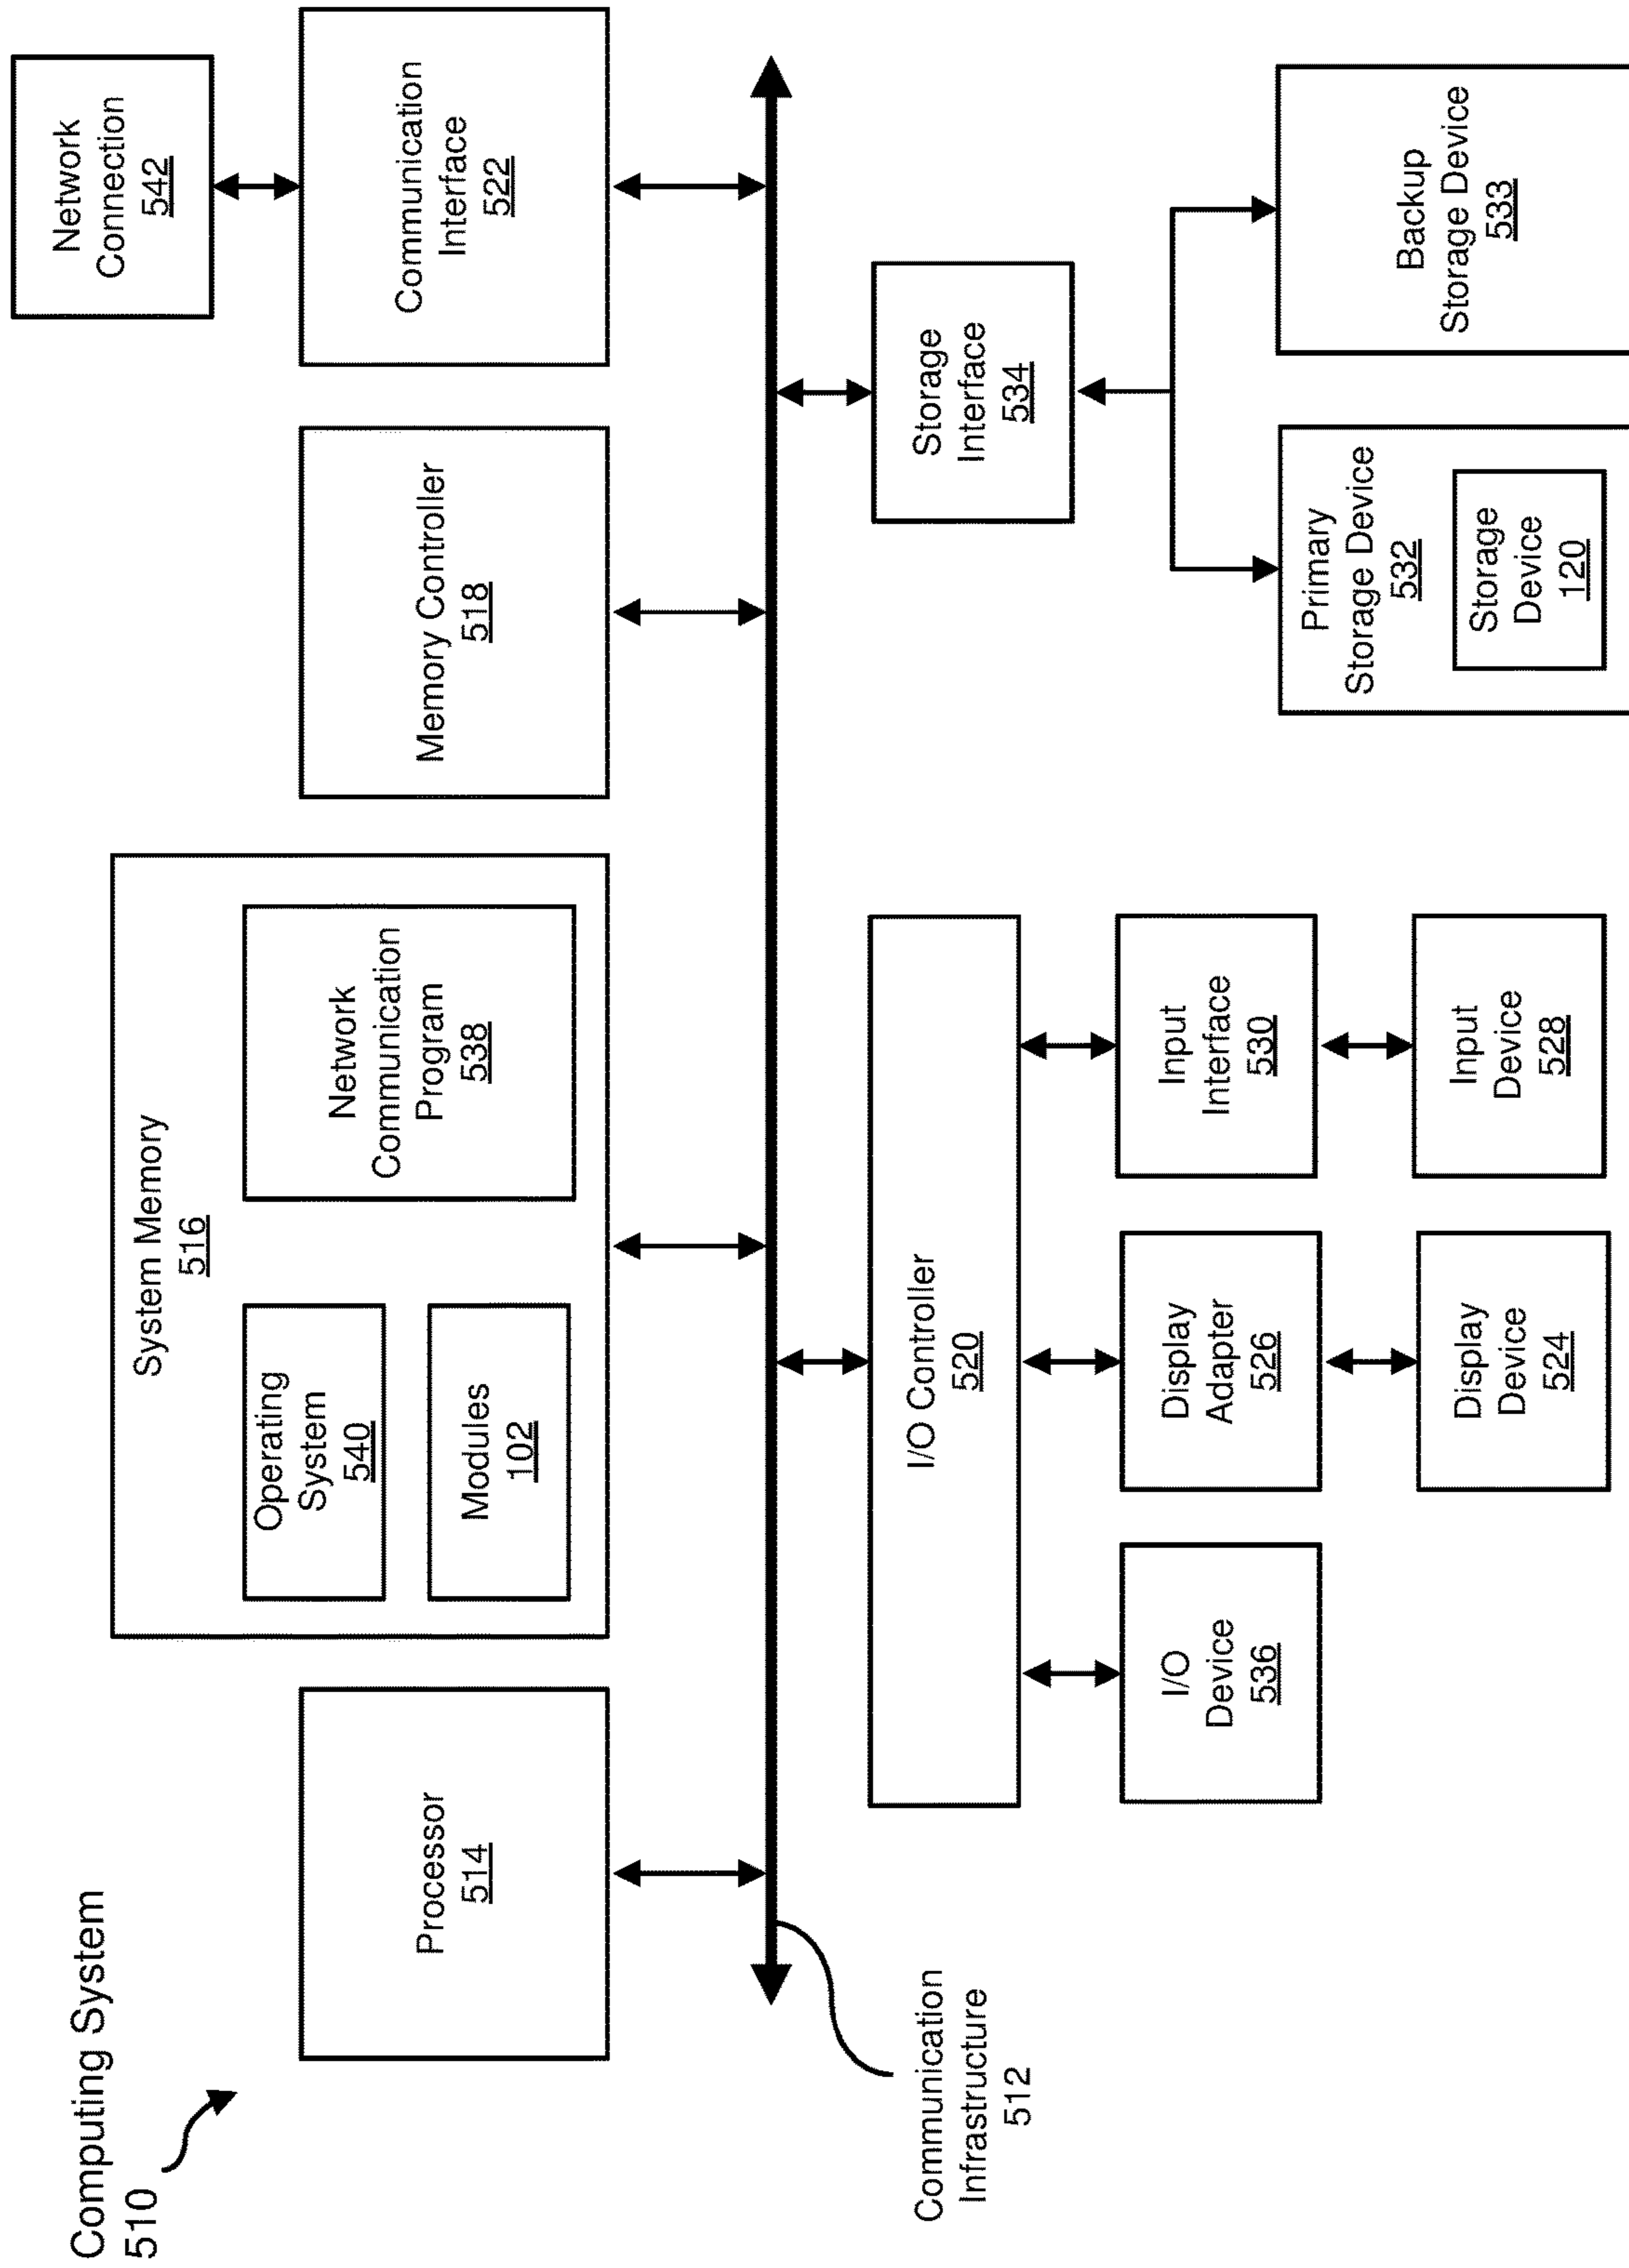 Computing System
510
Processor
514
System Memory
516
Operating
System
540
Modules
102
Network
Communication
Program
538
Memory Controller
518
Communication
Interface
522
Network
Connection
542
Communication
Infrastructure
512
I/O Controller
520
I/O
Device
536
Display
Adapter
526
Display
Device
524
Input
Interface
530
Input
Device
528
Storage
Interface
534
Primary
Storage Device
532
Storage
Device
120
Backup
Storage Device
533